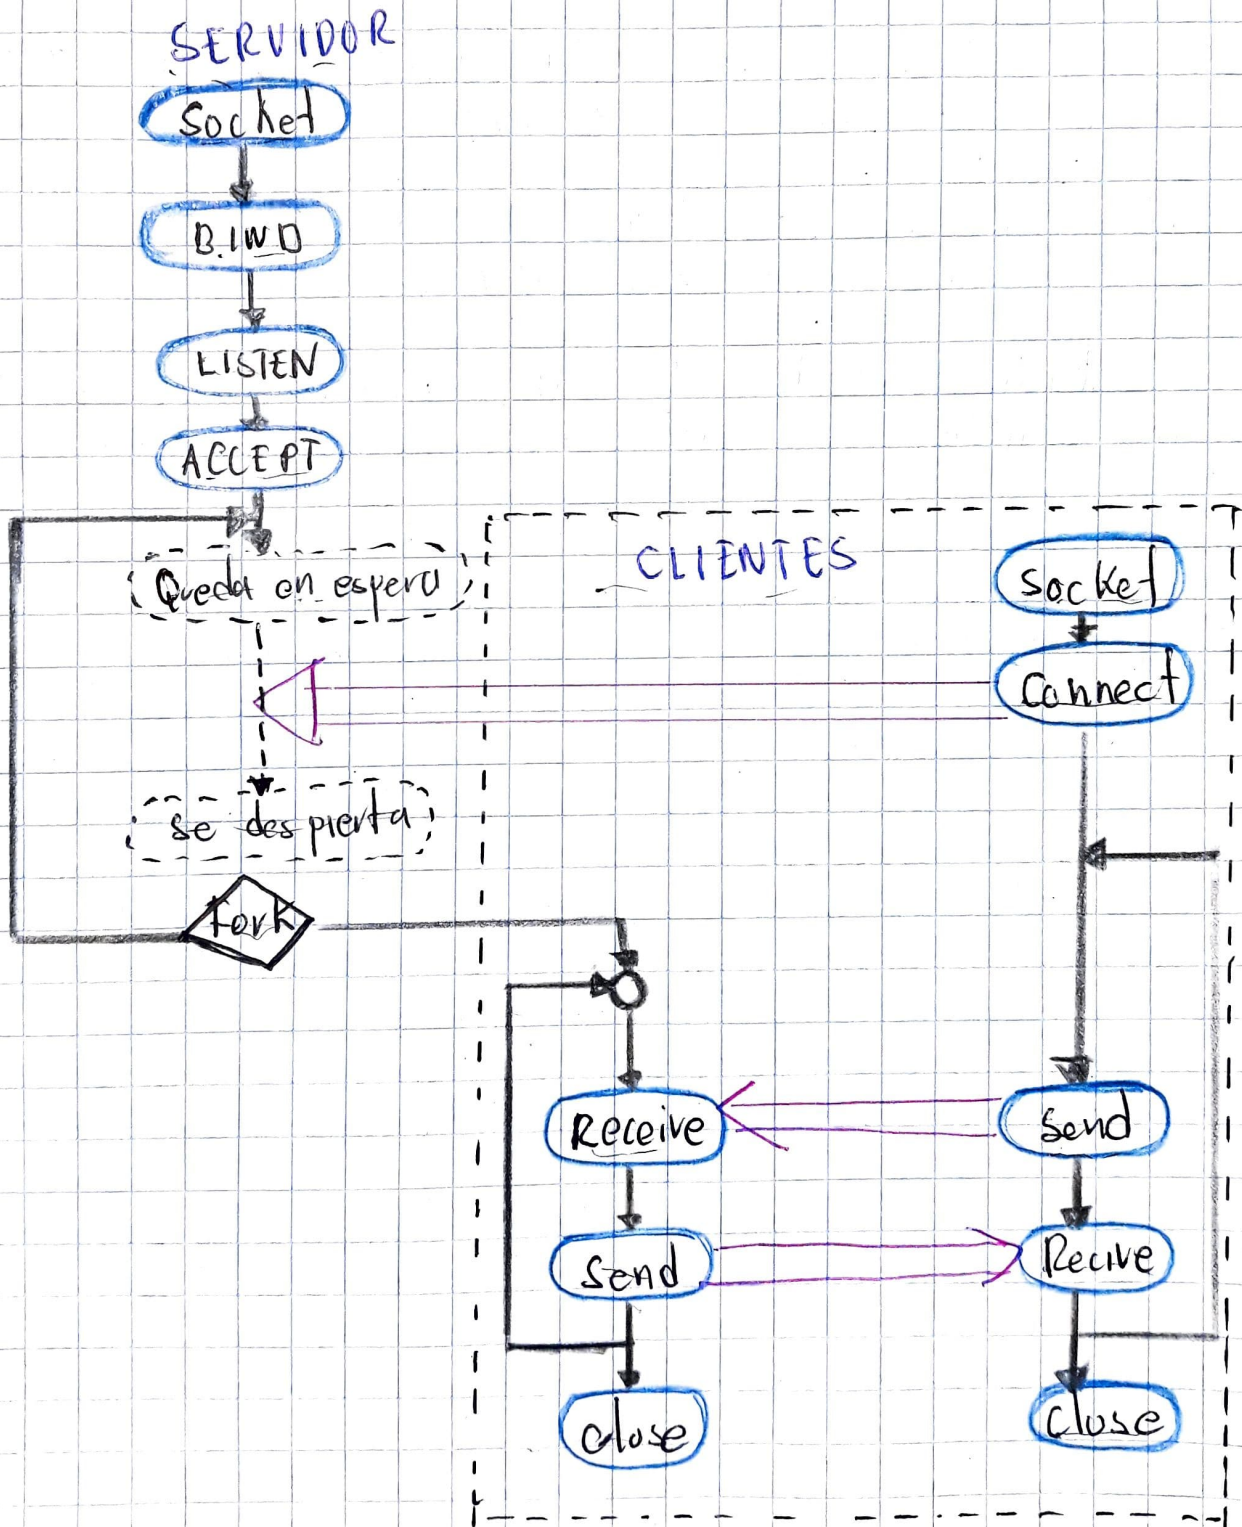 SERVIDOR
Socket
BIND
LISTEN
ACCEPT
Queda en espera
se despierta
Fork
CLIENTES
Socket
Connect
Receive
Send
close
Send
Recive
Close